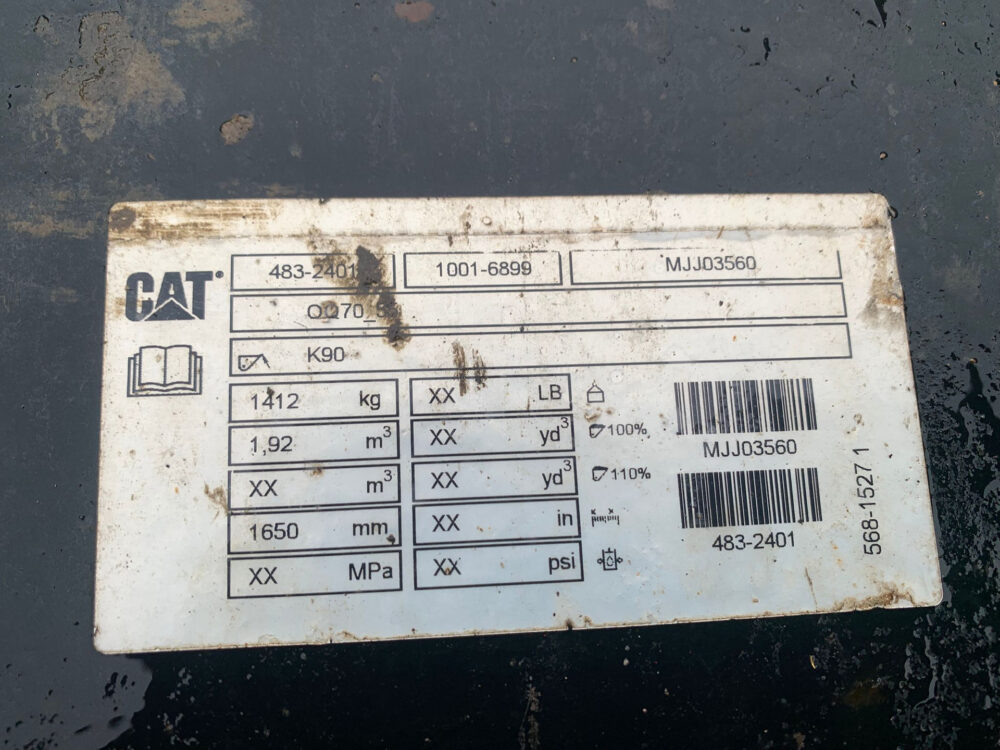 CAT
483-2401
1001-6899
MJJ03560
K90
1412 kg
XX LB
1,92 m³
XX yd³
100%
XX m³
XX yd³
110%
1650 mm
XX in
XX MPa
XX psi
MJJ03560
483-2401
568-1527 1